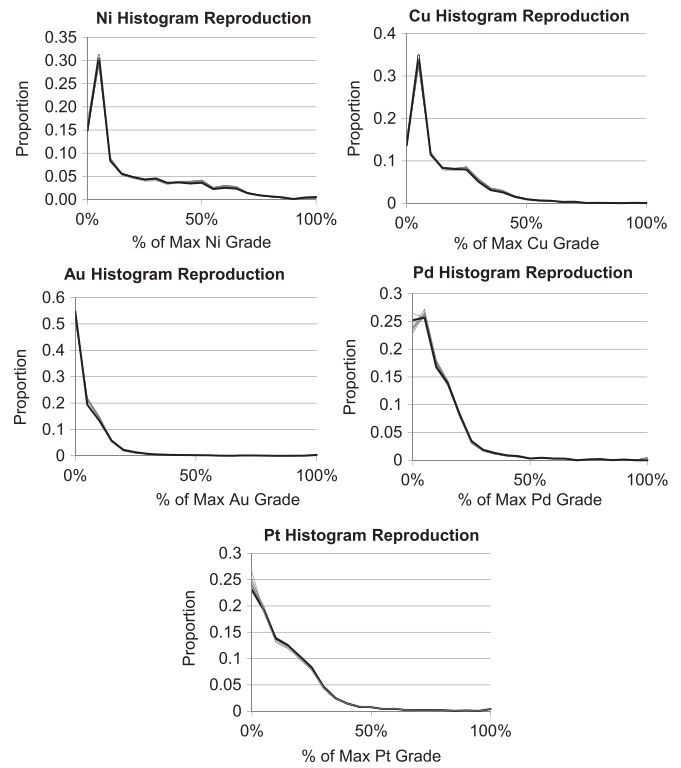 Ni Histogram Reproduction
0.35
0.30
0.25
0.20
0.15
0.10
0.05
0.00
Proportion
0% 50% 100%
% of Max Ni Grade
Cu Histogram Reproduction
0.4
0.3
0.2
0.1
0
Proportion
0% 50% 100%
% of Max Cu Grade
Au Histogram Reproduction
0.6
0.5
0.4
0.3
0.2
0.1
0
Proportion
0% 50% 100%
% of Max Au Grade
Pd Histogram Reproduction
0.3
0.25
0.2
0.15
0.1
0.05
0
Proportion
0% 50% 100%
% of Max Pd Grade
Pt Histogram Reproduction
0.3
0.25
0.2
0.15
0.1
0.05
0
Proportion
0% 50% 100%
% of Max Pt Grade